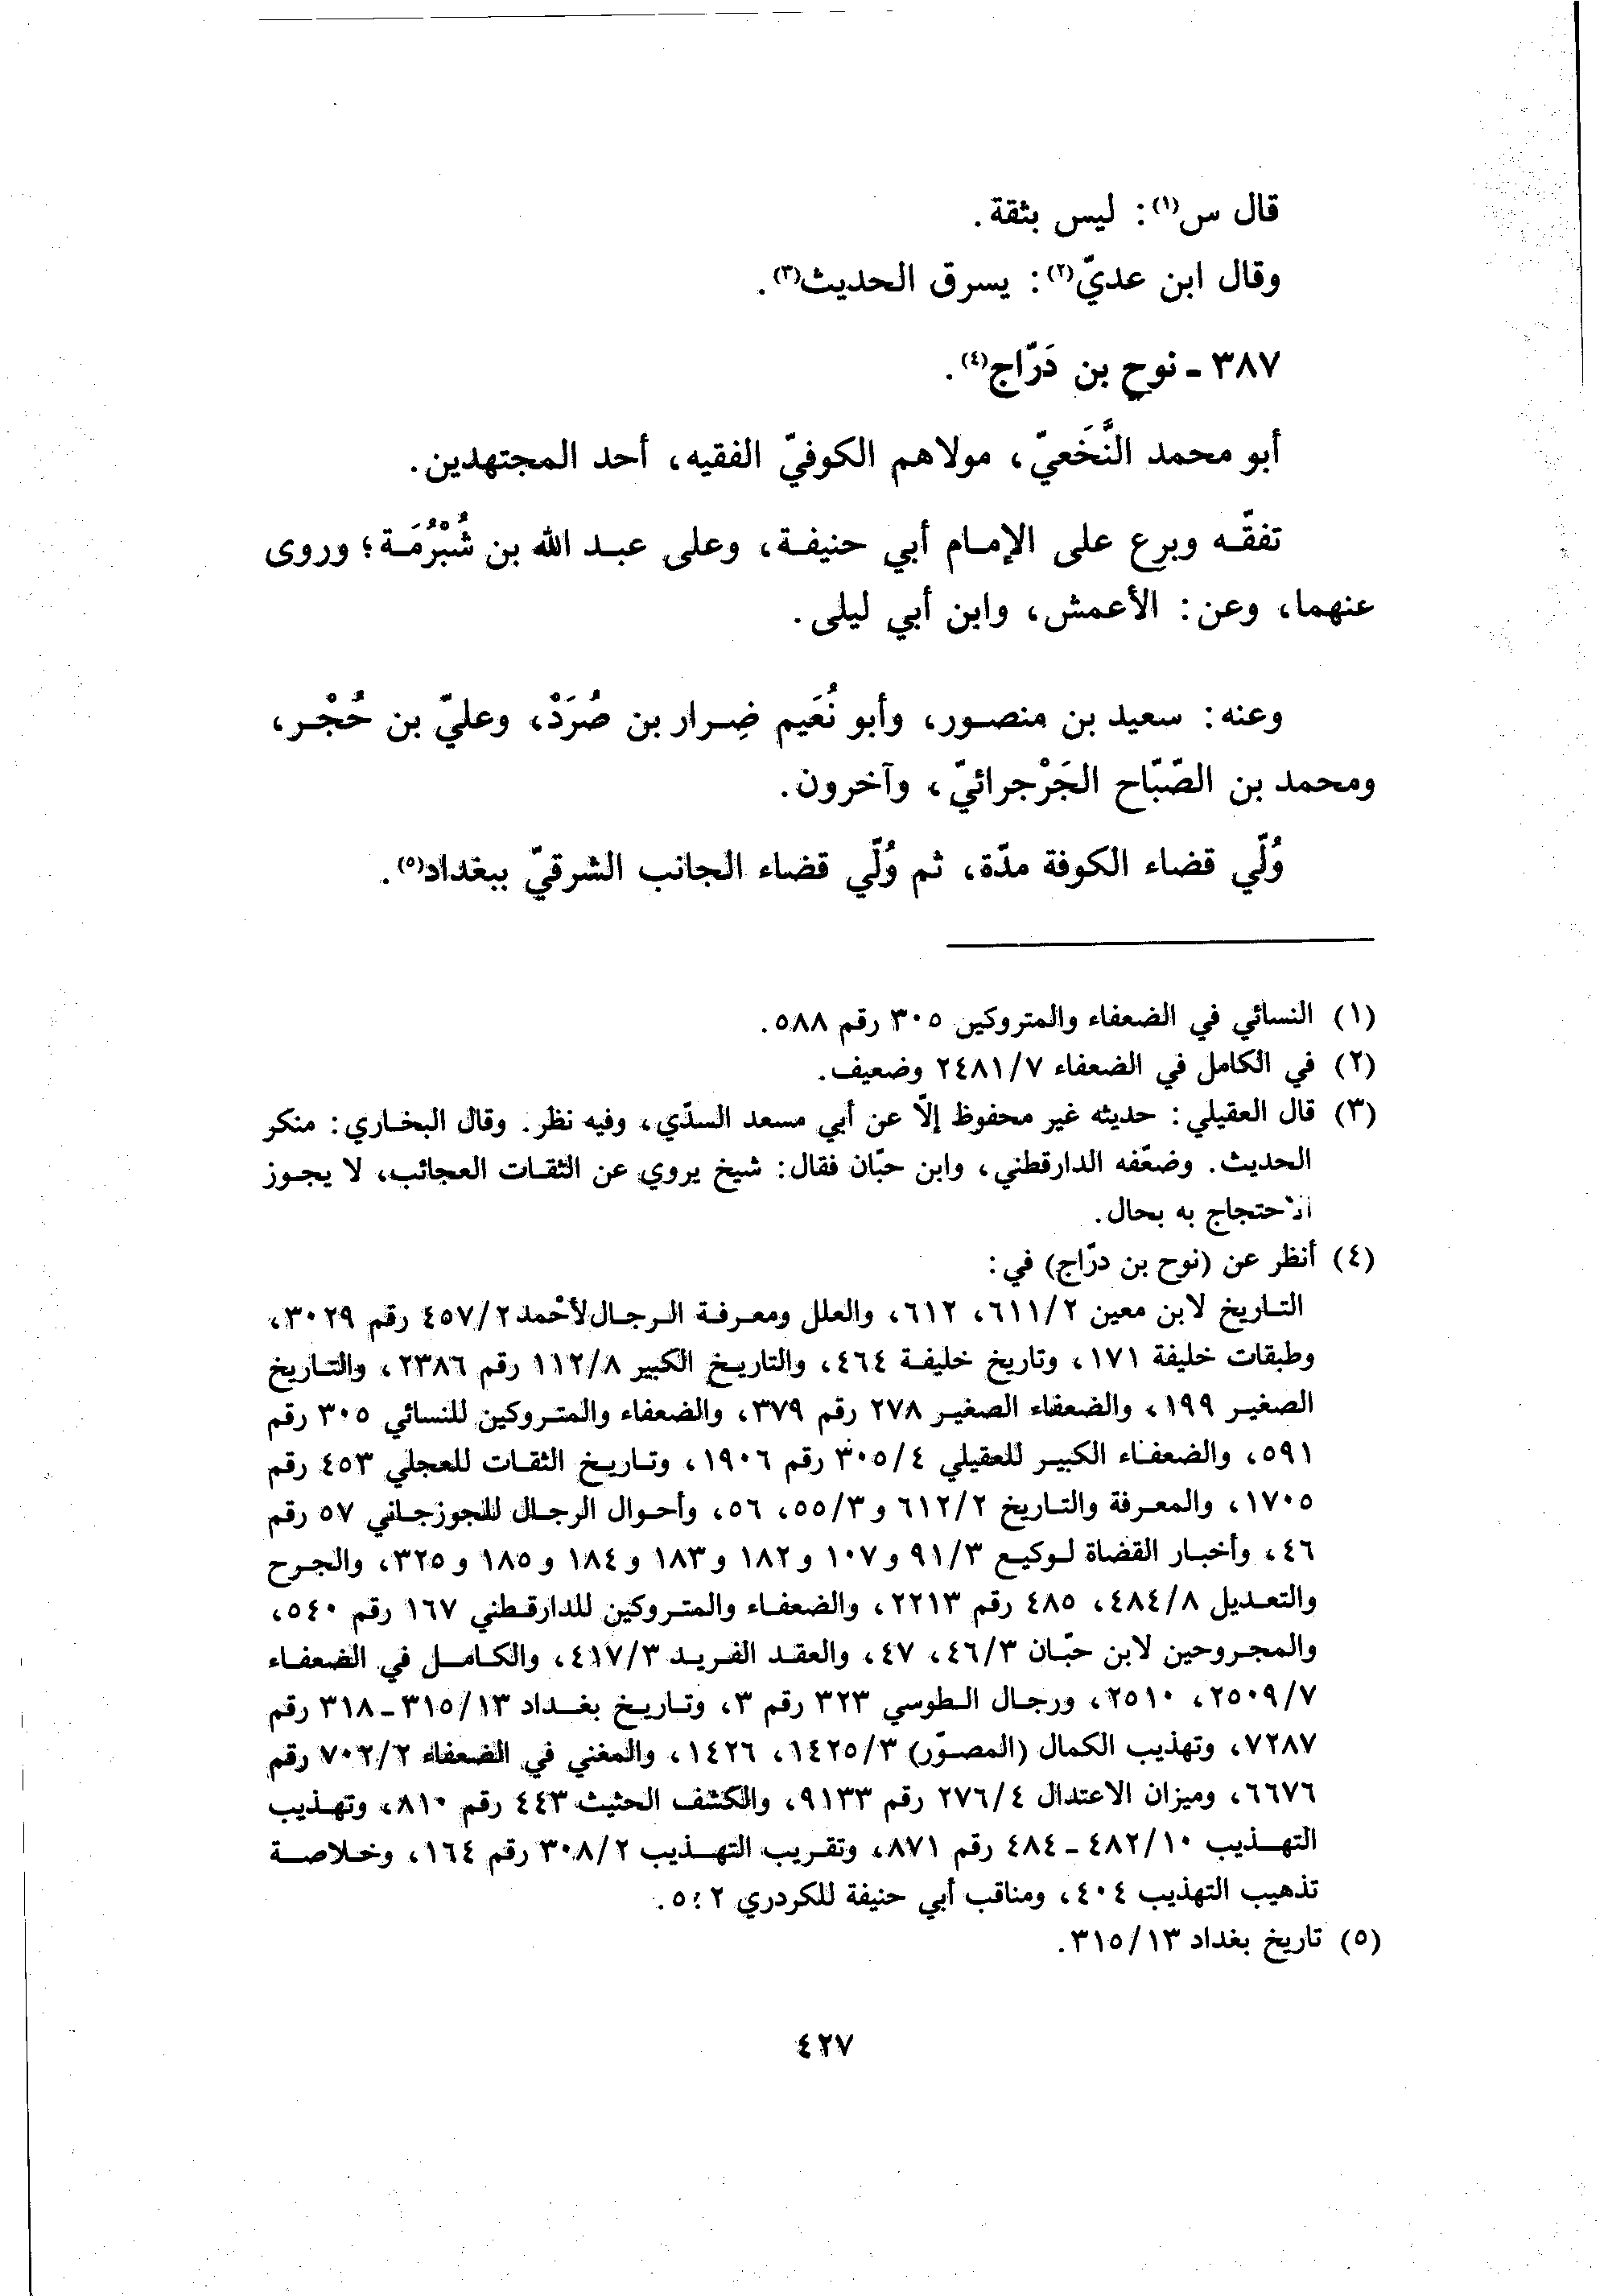 قال س(١): ليس بثقة.
وقال ابن عديّ(٢): يسرق الحديث(٣).
٣٨٧ ـ نوح بن دَرّاج(٤).
أبو محمد النَّخَعيّ، مولاهم الكوفيّ الفقيه، أحد المجتهدين.
تفقّه وبرع على الإمام أبي حنيفة، وعلى عبد الله بن شُبْرُمَة؛ وروى
عنهما، وعن: الأعمش، وابن أبي ليلى.
وعنه: سعيد بن منصور، وأبو نُعَيم ضِرار بن صُرَدْ، وعليّ بن حُجْر،
ومحمد بن الصّبّاح الجَرْجرائيّ، وآخرون.
وُلّي قضاء الكوفة مدّة، ثم وُلّي قضاء الجانب الشرقيّ ببغداد(٥).
(١) النسائي في الضعفاء والمتروكين ٣٠٥ رقم ٥٨٨.
(٢) في الكامل في الضعفاء ٢٤٨١/٧ وضعيف.
(٣) قال العقيلي: حديثه غير محفوظ إلّا عن أبي مسعد السدّي، وفيه نظر. وقال البخاري: منكر
الحديث. وضعّفه الدارقطني، وابن حبّان فقال: شيخ يروي عن الثقات العجائب، لا يجوز
الاحتجاج به بحال.
(٤) أنظر عن (نوح بن درّاج) في:
التاريخ لابن معين ٦١١/٢، ٦١٢، والعلل ومعرفة الرجال لأحْمد ٤٥٧/٢ رقم ٣٠٢٩،
وطبقات خليفة ١٧١، وتاريخ خليفة ٤٦٤، والتاريخ الكبير ١١٢/٨ رقم ٢٣٨٦، والتاريخ
الصغير ١٩٩، والضعفاء الصغير ٢٧٨ رقم ٣٧٩، والضعفاء والمتروكين للنسائي ٣٠٥ رقم
٥٩١، والضعفاء الكبير للعقيلي ٣٠٥/٤ رقم ١٩٠٦، وتاريخ الثقات للعجلي ٤٥٣ رقم
١٧٠٥، والمعرفة والتاريخ ٦١٢/٢ و ٥٥/٣، ٥٦، وأحوال الرجال للجوزجاني ٥٧ رقم
٤٦، وأخبار القضاة لوكيع ٩١/٣ و ١٠٧ و ١٨٢ و ١٨٣ و ١٨٤ و ١٨٥ و ٣٢٥، والجرح
والتعديل ٤٨٤/٨، ٤٨٥ رقم ٢٢١٣، والضعفاء والمتروكين للدارقطني ١٦٧ رقم ٥٤٠،
والمجروحين لابن حبّان ٤٦/٣، ٤٧، والعقد الفريد ٤١٧/٣، والكامل في الضعفاء
٢٥٠٩/٧، ٢٥١٠، ورجال الطوسي ٣٢٣ رقم ٣، وتاريخ بغداد ٣١٥/١٣ ـ ٣١٨ رقم
٧٢٨٧، وتهذيب الكمال (المصوّر) ١٤٢٥/٣، ١٤٢٦، والمغني في الضعفاء ٧٠٢/٢ رقم
٦٦٧٦، وميزان الاعتدال ٢٧٦/٤ رقم ٩١٣٣، والكشف الحثيث ٤٤٣ رقم ٨١٠، وتهذيب
التهذيب ٤٨٢/١٠ ـ ٤٨٤ رقم ٨٧١، وتقريب التهذيب ٣٠٨/٢ رقم ١٦٤، وخلاصة
تذهيب التهذيب ٤٠٤، ومناقب أبي حنيفة للكردري
(٥) تاريخ بغداد ٣١٥/١٣.
٤٢٧